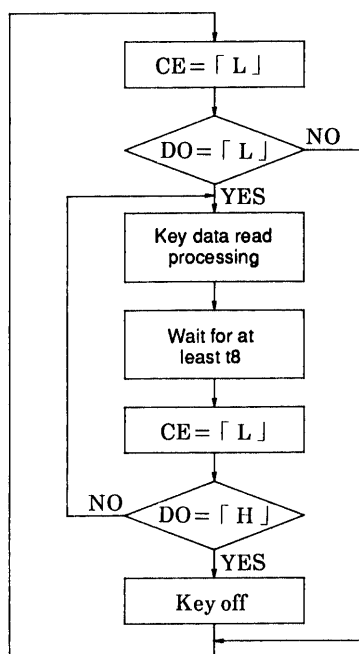 CE=「L」
DO=「L」
NO
YES
Key data read
processing
Wait for at
least t8
CE=「L」
NO
DO=「H」
YES
Key off